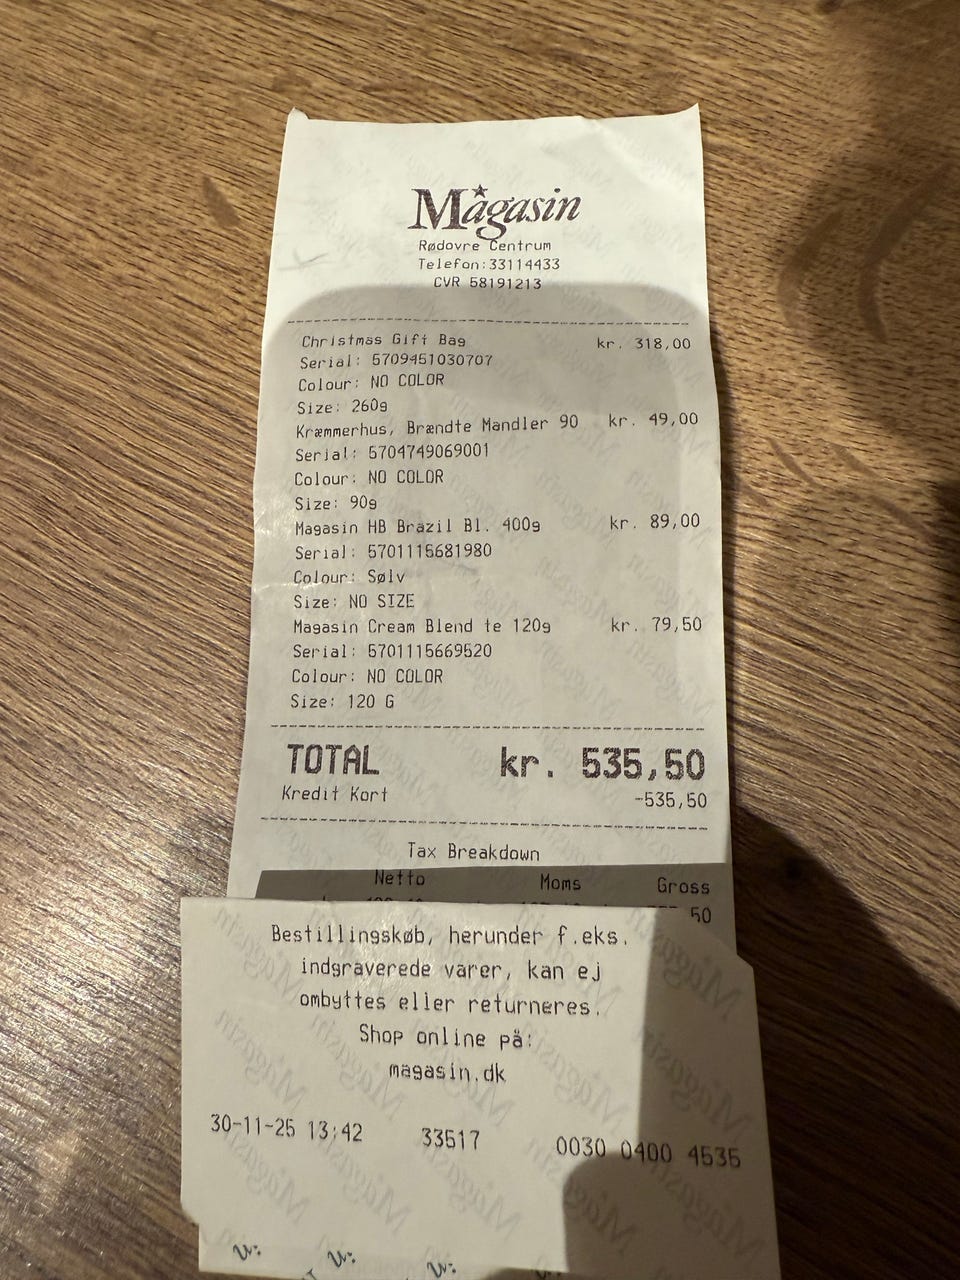 Magasin
Rødovre Centrum
Telefon:33114433
CVR 58191213
Christmas Gift Bag kr. 318,00
Serial: 5709451030707
Colour: NO COLOR
Size: 260g
Kræmmerhus, Brændte Mandler 90 kr. 49,00
Serial: 5704749069001
Colour: NO COLOR
Size: 90g
Magasin HB Brazil Bl. 400g kr. 89,00
Serial: 5701115681980
Colour: Sølv
Size: NO SIZE
Magasin Cream Blend te 120g kr. 79,50
Serial: 5701115669520
Colour: NO COLOR
Size: 120 G
TOTAL kr. 535,50
Kredit Kort -535,50
Tax Breakdown
Netto Moms Gross
50
Bestillingskøb, herunder f.eks.
indgraverede varer, kan ej
ombyttes eller returneres.
Shop online på:
magasin.dk
30-11-25 13:42 33517 0030 0400 4535